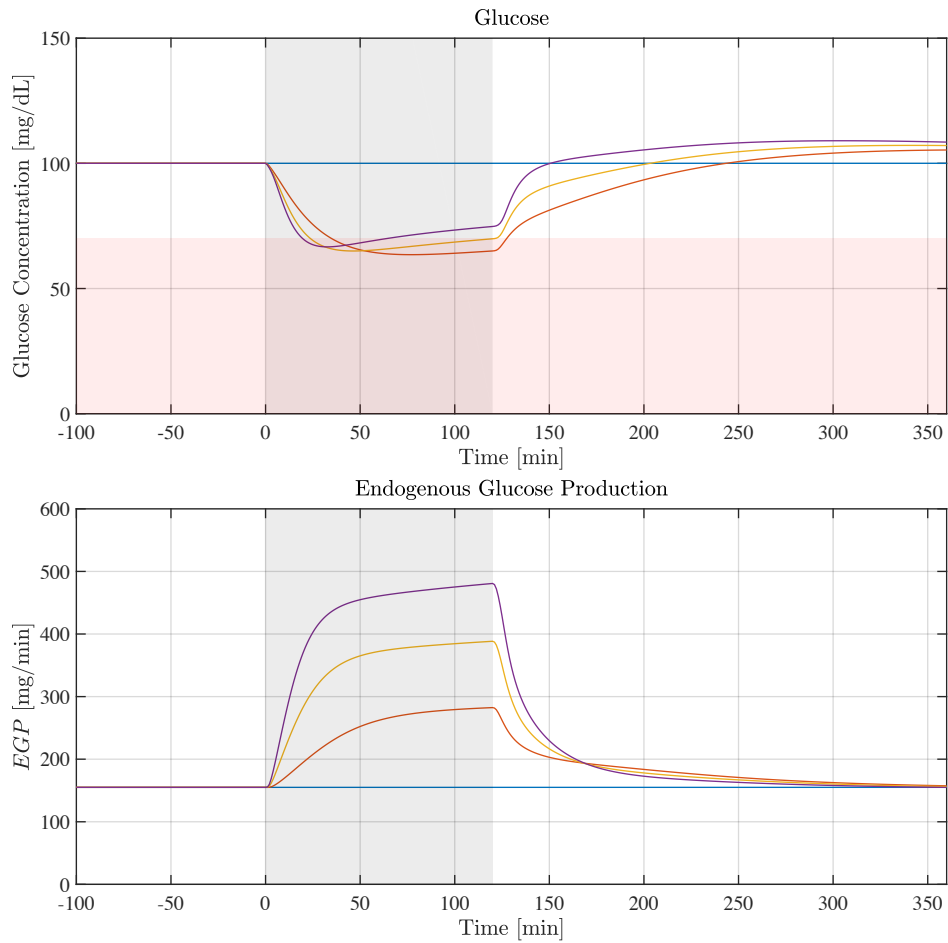 Glucose
Glucose Concentration [mg/dL]
150
100
50
0
-100 -50 0 50 100 150 200 250 300 350
Time [min]
Endogenous Glucose Production
EGP [mg/min]
600
500
400
300
200
100
0
-100 -50 0 50 100 150 200 250 300 350
Time [min]